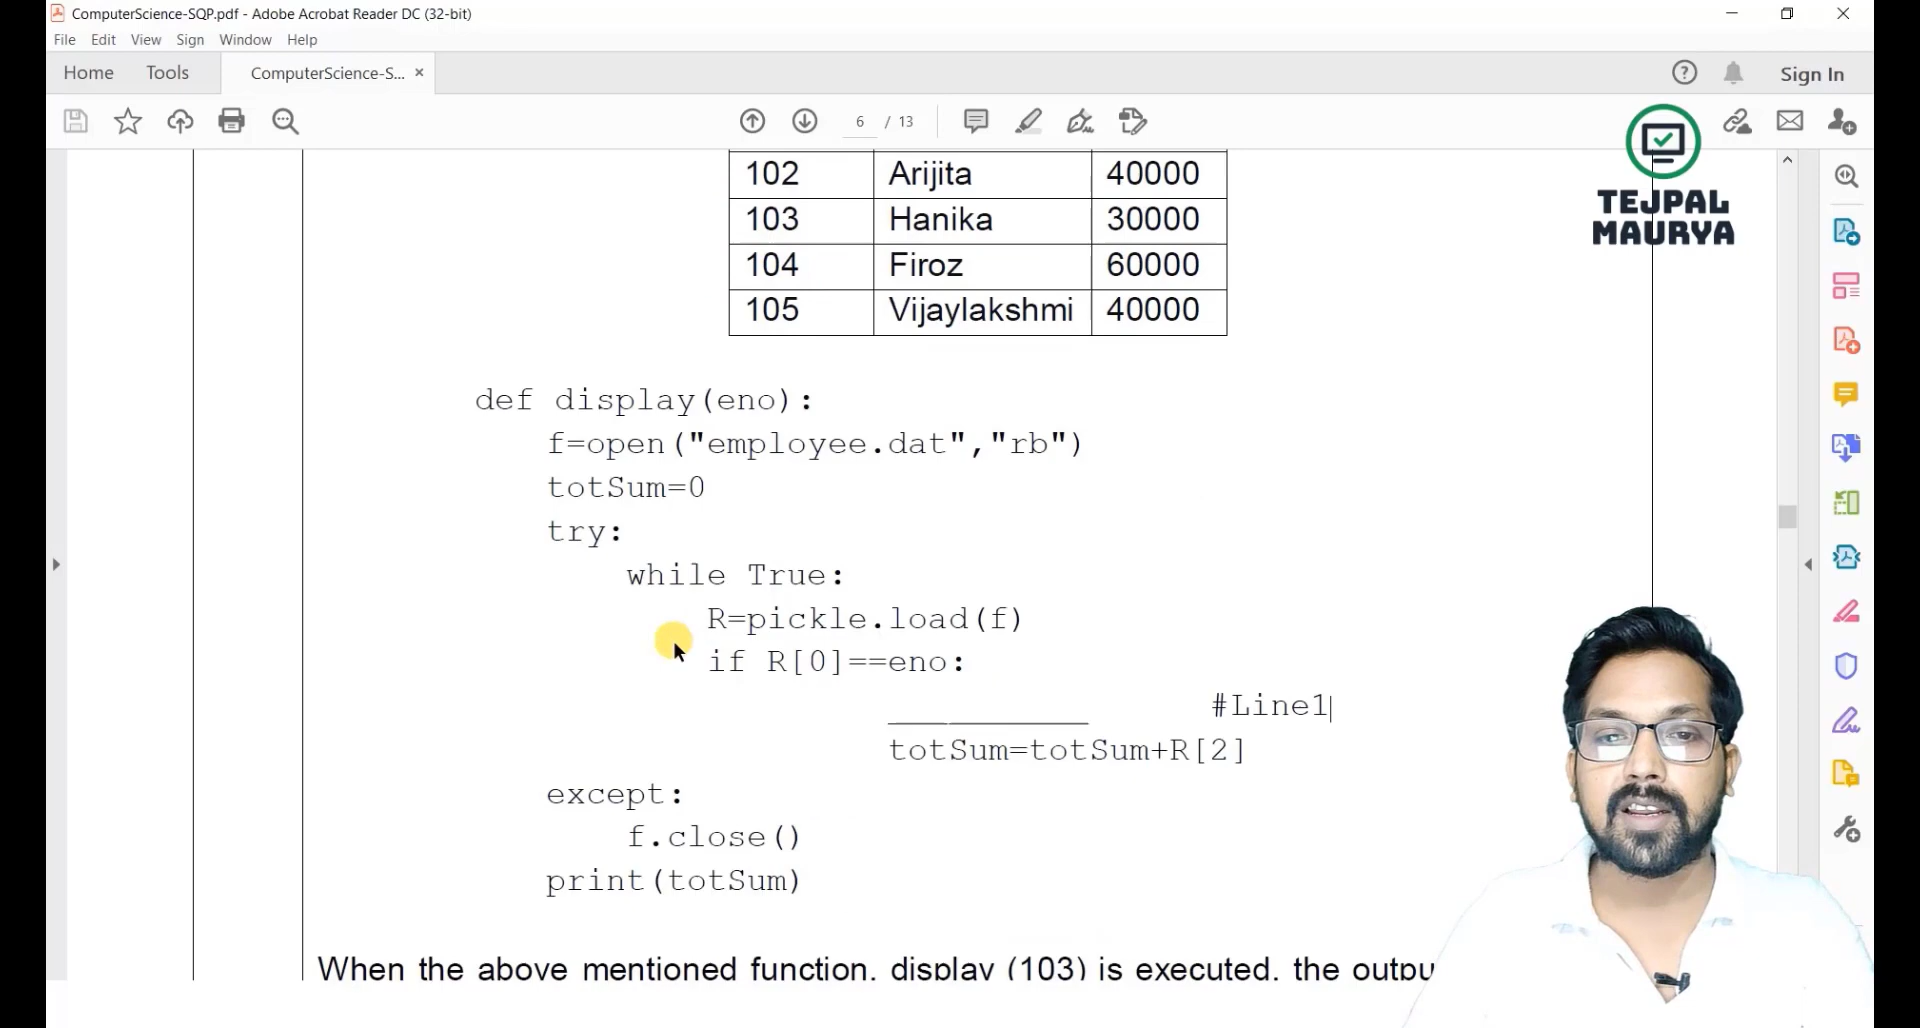 ComputerScience-SQP.pdf - Adobe Acrobat Reader DC (32-bit)
File Edit View Sign Window Help
Home Tools ComputerScience-S... × Sign In
6 / 13
TEJPAL
MAURYA
102 Arijita 40000
103 Hanika 30000
104 Firoz 60000
105 Vijaylakshmi 40000
def display(eno):
f=open("employee.dat","rb")
totSum=0
try:
while True:
R=pickle.load(f)
if R[0]==eno:
__________ #Line1
totSum=totSum+R[2]
except:
f.close()
print(totSum)
When the above mentioned function, display (103) is executed, the outpu